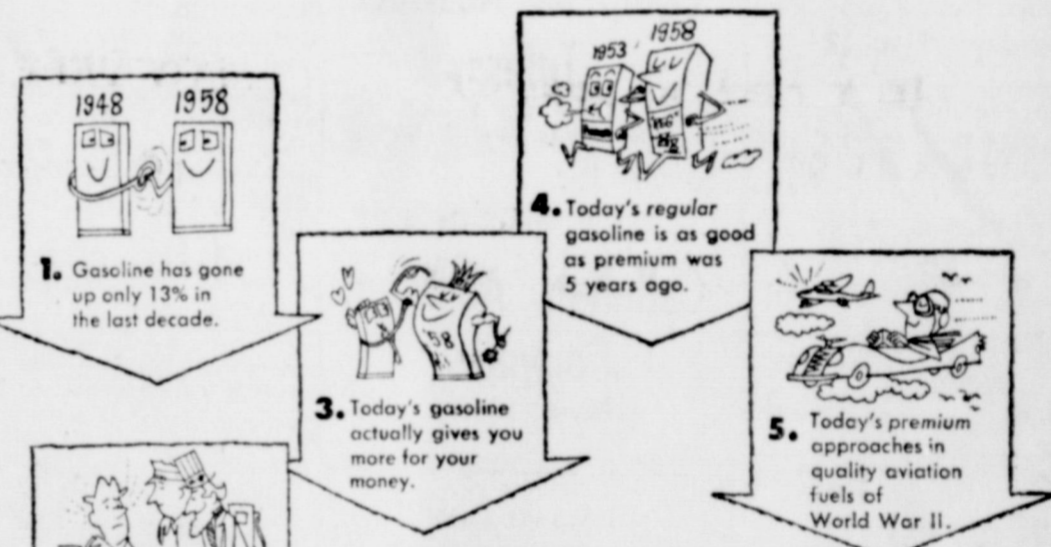 1948 1958
1. Gasoline has gone
up only 13% in
the last decade.
58
3. Today's gasoline
actually gives you
more for your
money.
1953 1958
4. Today's regular
gasoline is as good
as premium was
5 years ago.
5. Today's premium
approaches in
quality aviation
fuels of
World War II.